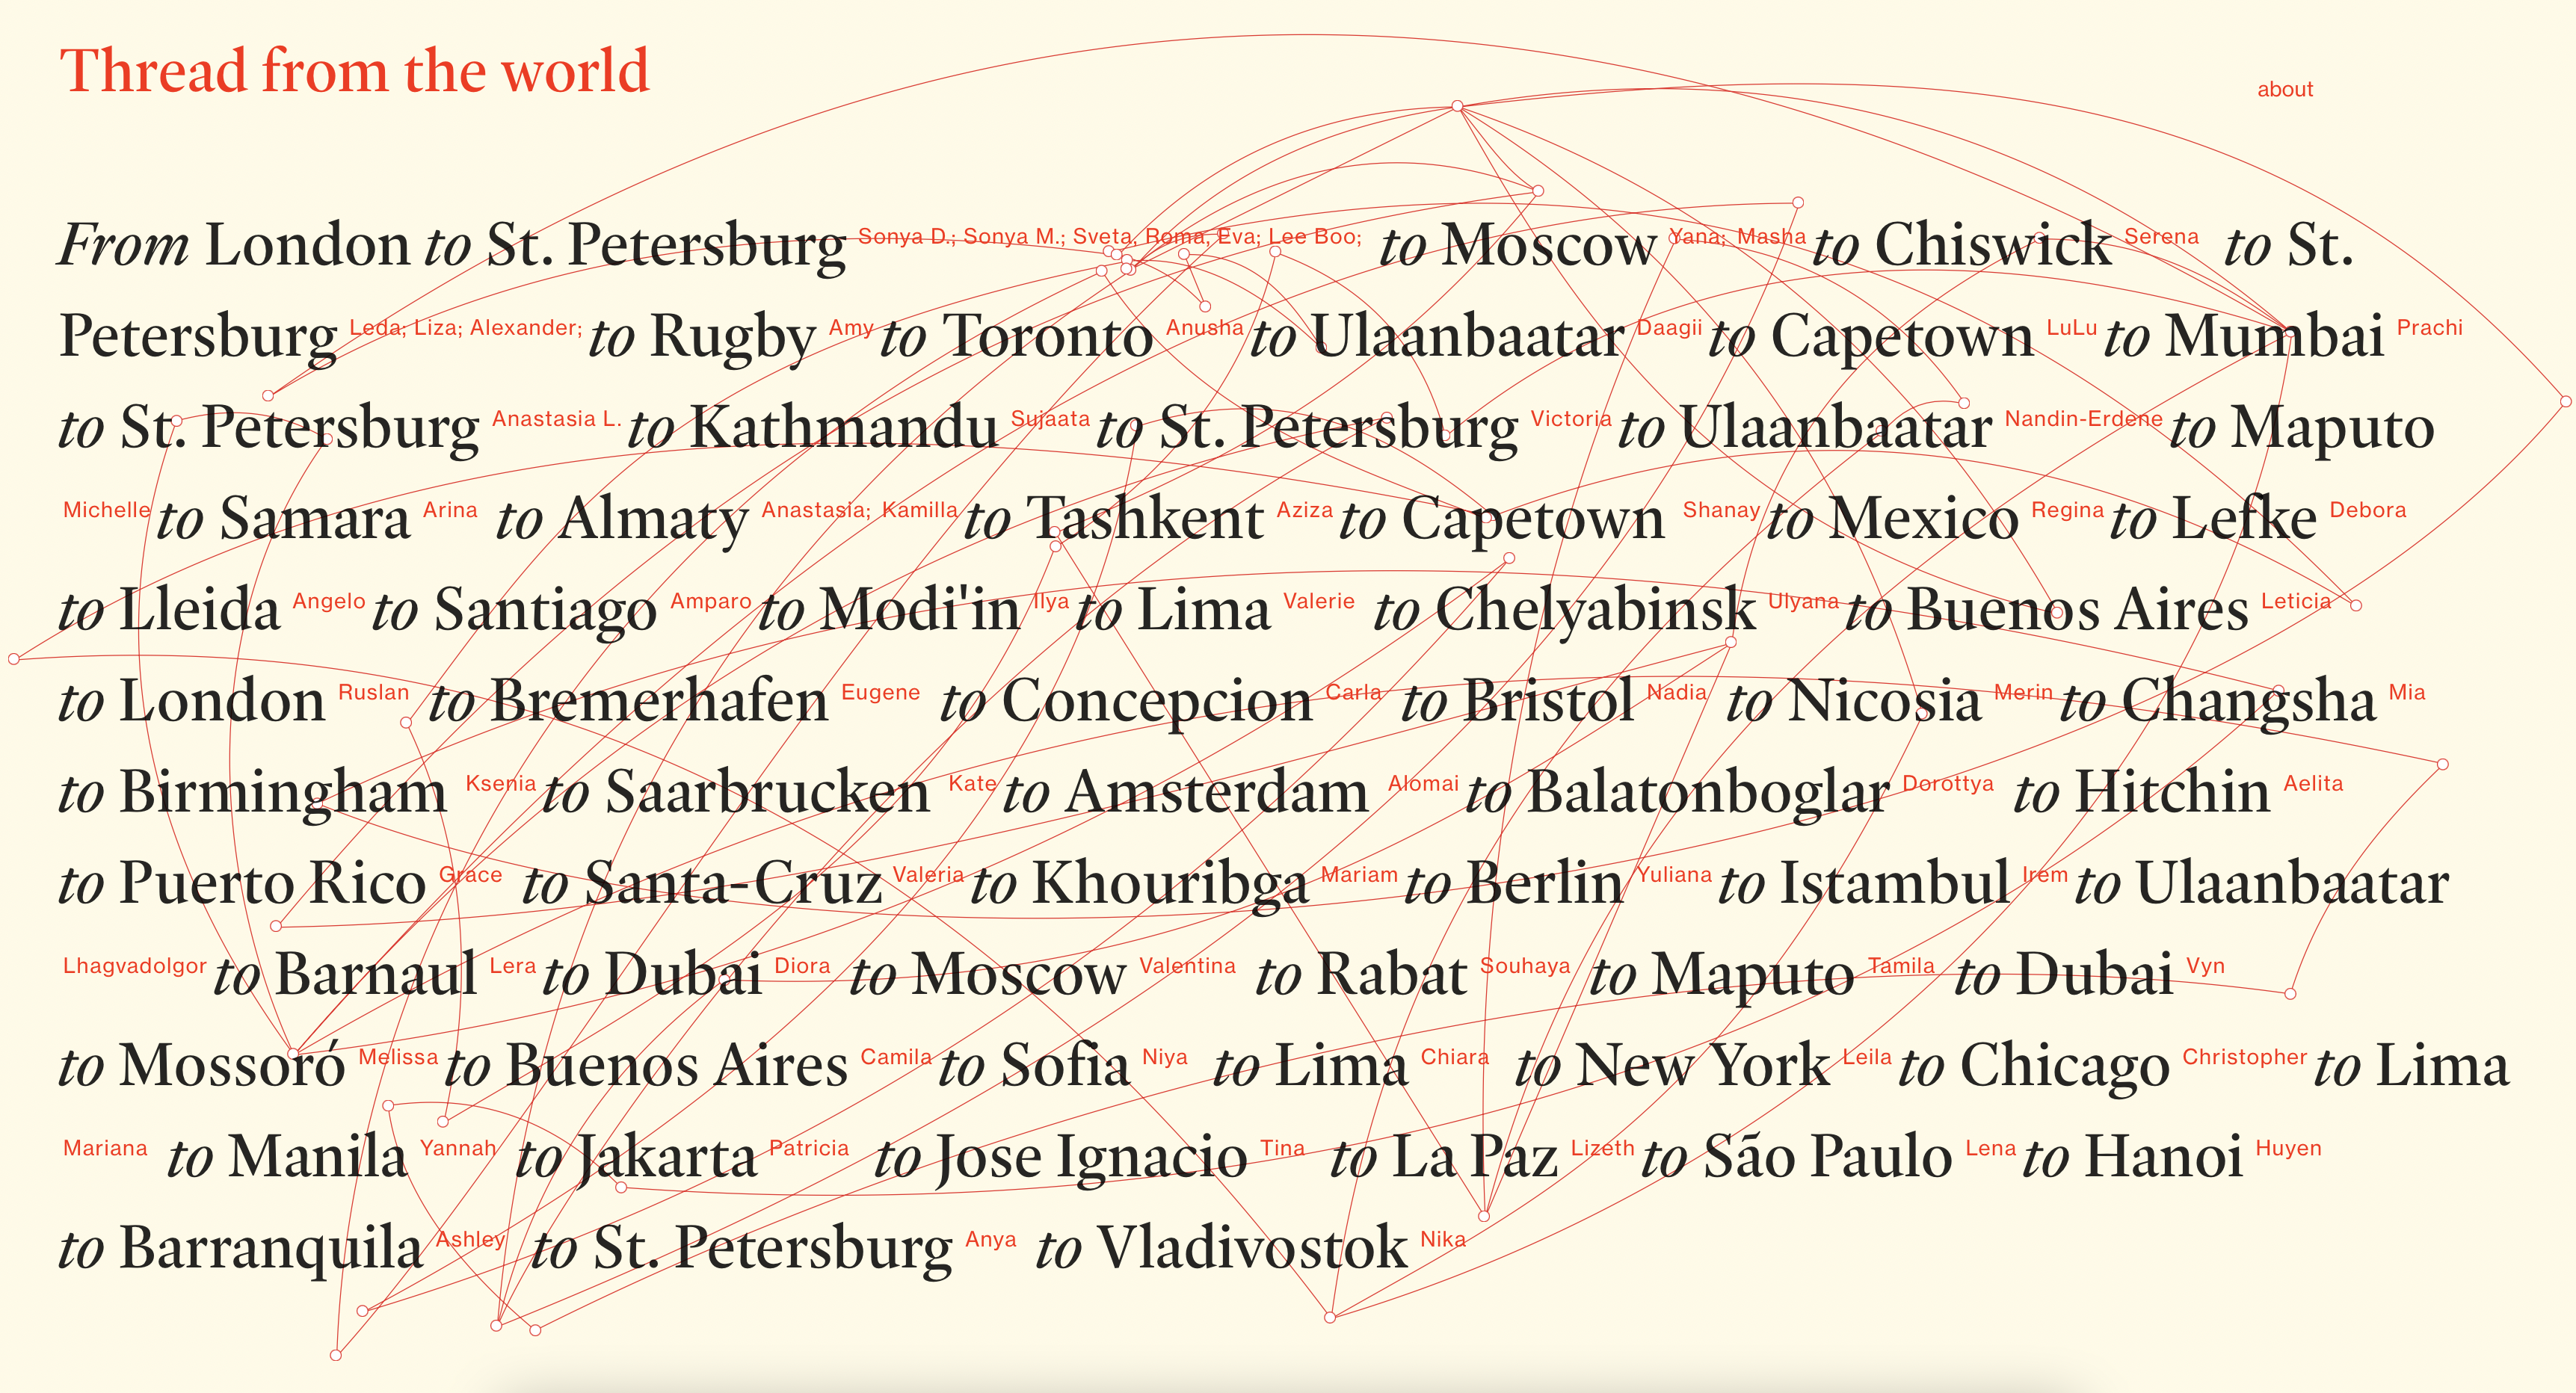 Thread from the world
about
From London to St. Petersburg Sonya D.; Sonya M.; Sveta, Roma, Eva; Lee Boo; to Moscow Yana; Masha to Chiswick Serena to St.
Petersburg Leda; Liza; Alexander; to Rugby Amy to Toronto Anusha to Ulaanbaatar Daagii to Capetown LuLu to Mumbai Prachi
to St. Petersburg Anastasia L. to Kathmandu Sujaata to St. Petersburg Victoria to Ulaanbaatar Nandin-Erdene to Maputo
Michelle to Samara Arina to Almaty Anastasia; Kamilla to Tashkent Aziza to Capetown Shanay to Mexico Regina to Lefke Debora
to Lleida Angelo to Santiago Amparo to Modi'in Ilya to Lima Valerie to Chelyabinsk Ulyana to Buenos Aires Leticia
to London Ruslan to Bremerhafen Eugene to Concepcion Carla to Bristol Nadia to Nicosia Merin to Changsha Mia
to Birmingham Ksenia to Saarbrucken Kate to Amsterdam Alomai to Balatonboglar Dorottya to Hitchin Aelita
to Puerto Rico Grace to Santa-Cruz Valeria to Khouribga Mariam to Berlin Yuliana to Istambul Irem to Ulaanbaatar
Lhagvadolgor to Barnaul Lera to Dubai Diora to Moscow Valentina to Rabat Souhaya to Maputo Tamila to Dubai Vyn
to Mossoró Melissa to Buenos Aires Camila to Sofia Niya to Lima Chiara to New York Leila to Chicago Christopher to Lima
Mariana to Manila Yannah to Jakarta Patricia to Jose Ignacio Tina to La Paz Lizeth to São Paulo Lena to Hanoi Huyen
to Barranquila Ashley to St. Petersburg Anya to Vladivostok Nika